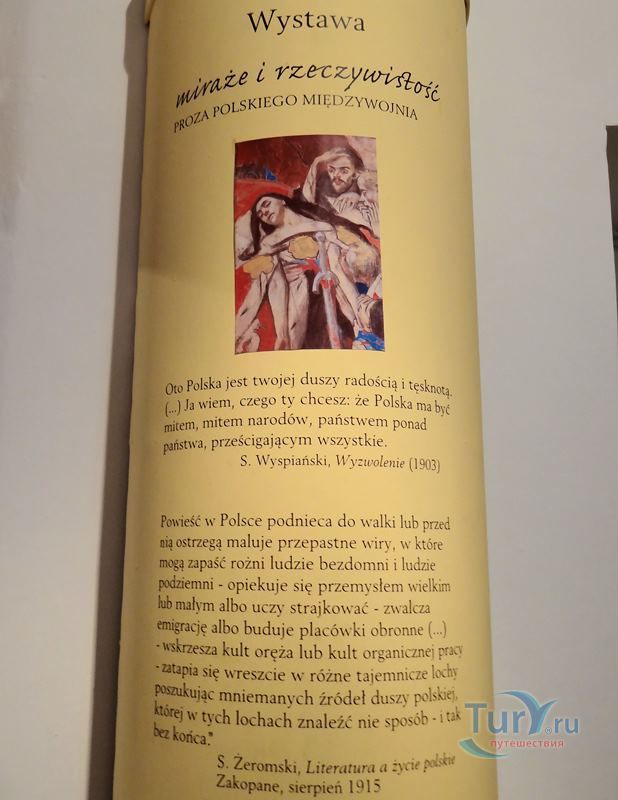 Wystawa
miraże i rzeczywistość
PROZA POLSKIEGO MIĘDZYWOJNIA
Oto Polska jest twojej duszy radością i tęsknotą.
(...) Ja wiem, czego ty chcesz: że Polska ma być
mitem, mitem narodów, państwem ponad
państwa, prześcigającym wszystkie.
S. Wyspiański, Wyzwolenie (1903)
Powieść w Polsce podnieca do walki lub przed
nią ostrzegą maluje przepastne wiry, w które
mogą zapaść rożni ludzie bezdomni i ludzie
podziemni - opiekuje się przemysłem wielkim
lub małym albo uczy strajkować - zwalcza
emigrację albo buduje placówki obronne (...)
- wskrzesza kult oręża lub kult organicznej pracy
- zatapia się wreszcie w różne tajemnicze lochy
poszukując mniemanych źródeł duszy polskiej,
której w tych lochach znaleźć nie sposób - i tak
bez końca."
S. Żeromski, Literatura a życie polskie
Zakopane, sierpień 1915
Tury.ru
путешествия